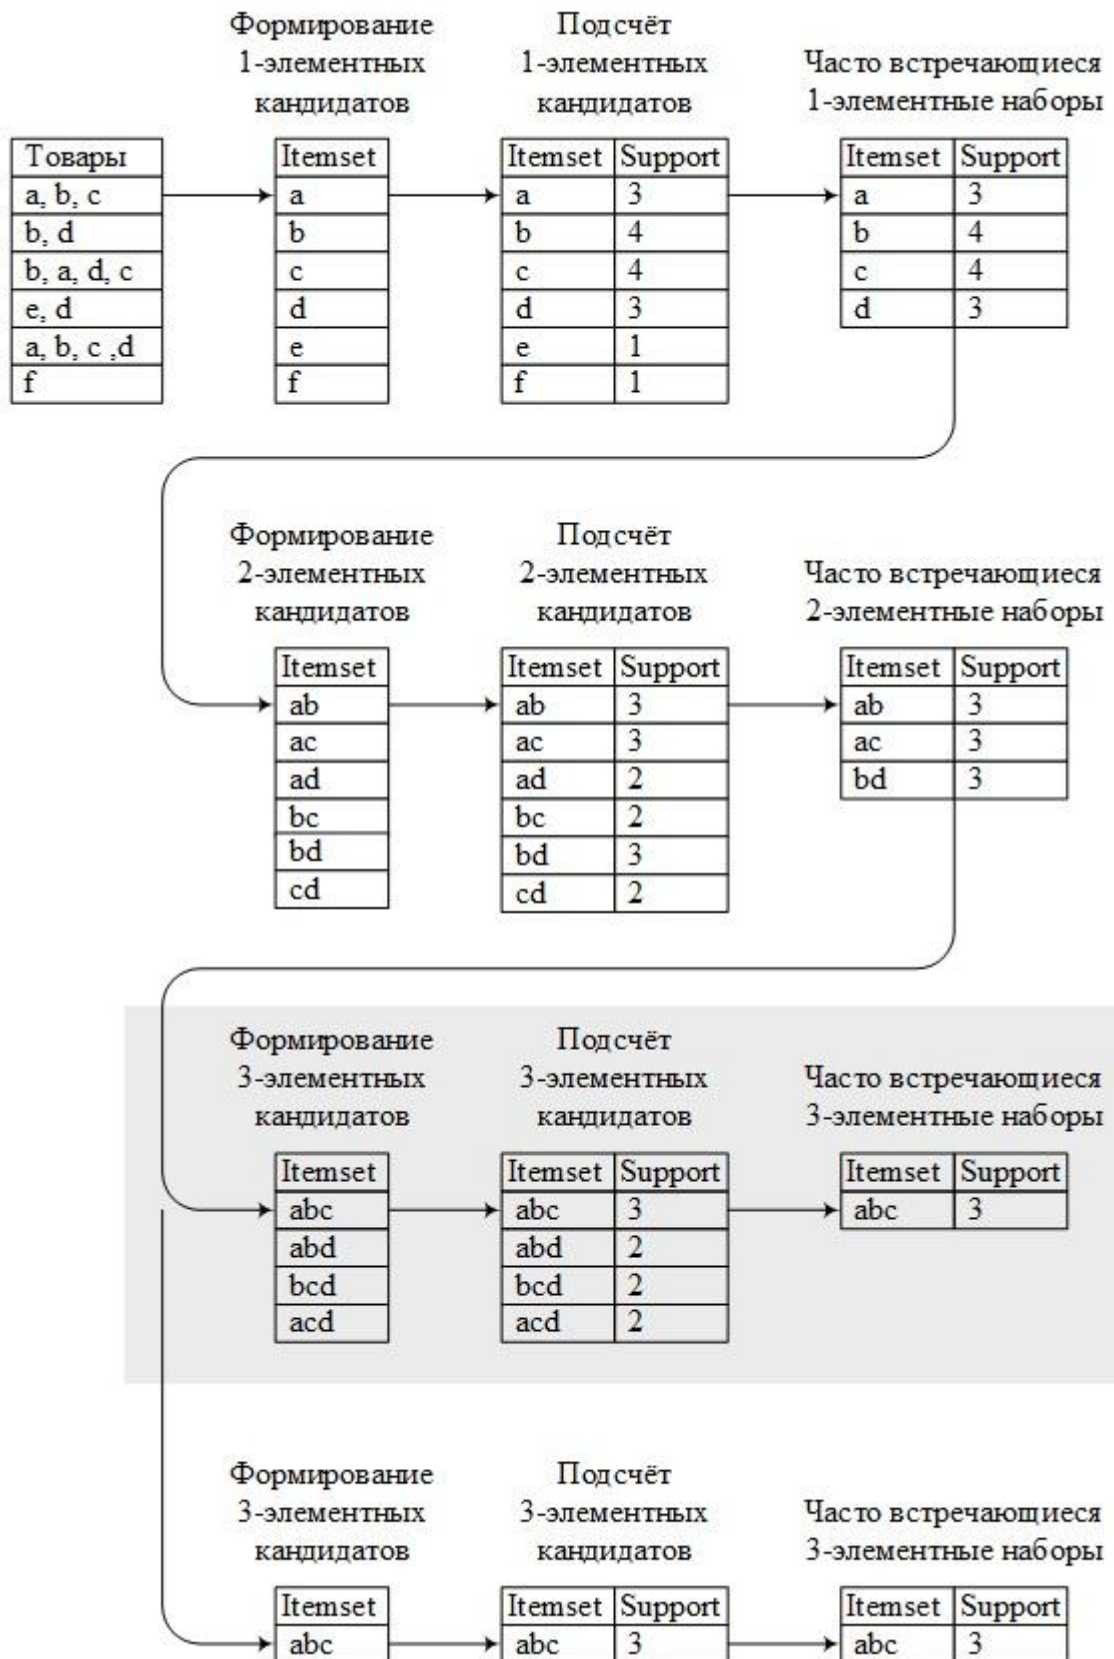 Формирование
1-элементных
кандидатов
Подсчёт
1-элементных
кандидатов
Часто встречающиеся
1-элементные наборы
Товары
a, b, c
b, d
b, a, d, c
e, d
a, b, c ,d
f
Itemset
a
b
c
d
e
f
Itemset Support
a 3
b 4
c 4
d 3
e 1
f 1
Itemset Support
a 3
b 4
c 4
d 3
Формирование
2-элементных
кандидатов
Подсчёт
2-элементных
кандидатов
Часто встречающиеся
2-элементные наборы
Itemset
ab
ac
ad
bc
bd
cd
Itemset Support
ab 3
ac 3
ad 2
bc 2
bd 3
cd 2
Itemset Support
ab 3
ac 3
bd 3
Формирование
3-элементных
кандидатов
Подсчёт
3-элементных
кандидатов
Часто встречающиеся
3-элементные наборы
Itemset
abc
abd
bcd
acd
Itemset Support
abc 3
abd 2
bcd 2
acd 2
Itemset Support
abc 3
Формирование
3-элементных
кандидатов
Подсчёт
3-элементных
кандидатов
Часто встречающиеся
3-элементные наборы
Itemset
abc
Itemset Support
abc 3
Itemset Support
abc 3